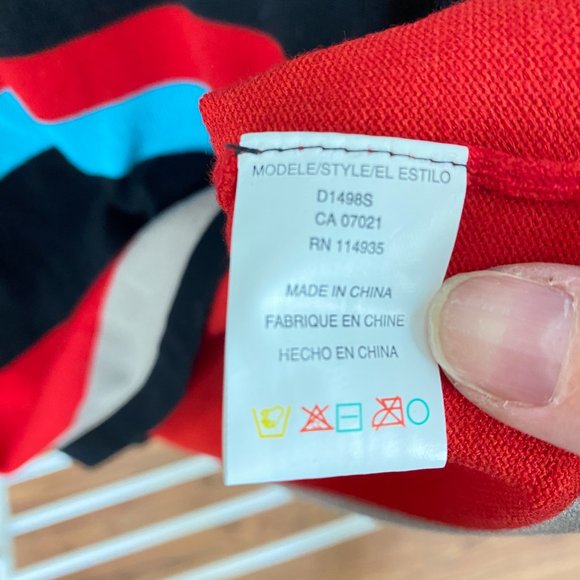 MODELE/STYLE/EL ESTILO
D1498S
CA 07021
RN 114935
MADE IN CHINA
FABRIQUE EN CHINE
HECHO EN CHINA